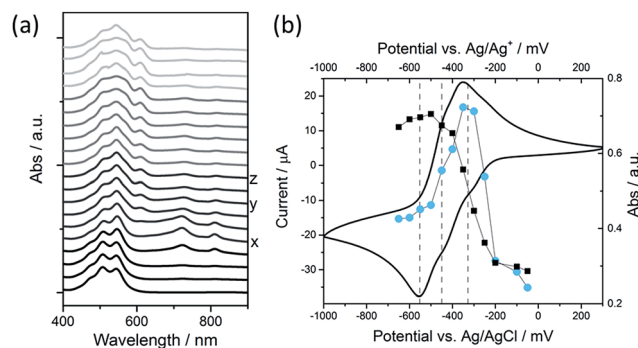 (a)
Abs / a.u.
z
y
x
400 600 800
Wavelength / nm
(b)
Potential vs. Ag/Ag⁺ / mV
-1000 -800 -600 -400 -200 0 200
Current / µA
20
10
0
-10
-20
-30
0.8
0.7
0.6
0.5
0.4
0.3
0.2
Abs / a.u.
-1000 -800 -600 -400 -200 0 200
Potential vs. Ag/AgCl / mV